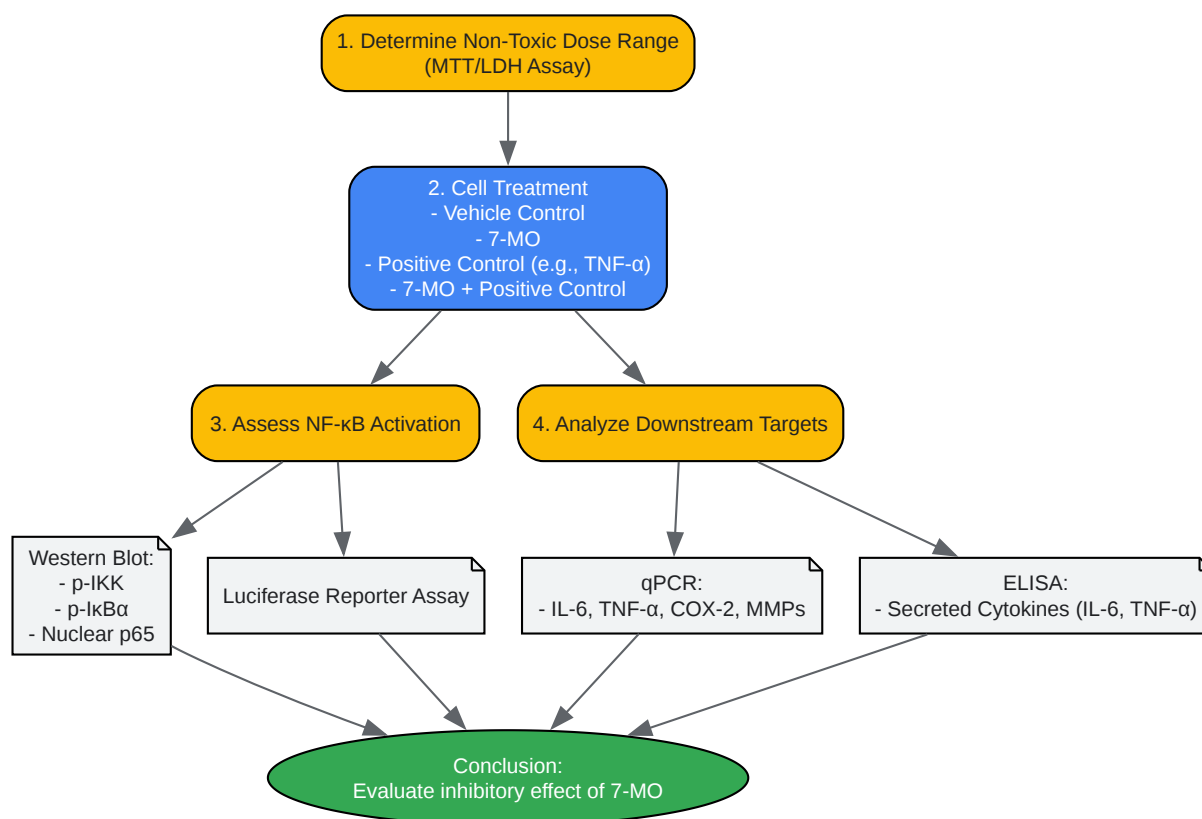 1. Determine Non-Toxic Dose Range
(MTT/LDH Assay)
2. Cell Treatment
- Vehicle Control
- 7-MO
- Positive Control (e.g., TNF-α)
- 7-MO + Positive Control
3. Assess NF-κB Activation
4. Analyze Downstream Targets
Western Blot:
- p-IKK
- p-IκBα
- Nuclear p65
Luciferase Reporter Assay
qPCR:
- IL-6, TNF-α, COX-2, MMPs
ELISA:
- Secreted Cytokines (IL-6, TNF-α)
Conclusion:
Evaluate inhibitory effect of 7-MO